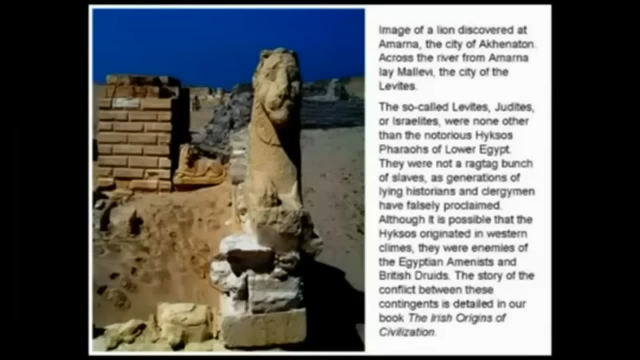 Image of a lion discovered at
Amarna, the city of Akhenaton.
Across the river from Amarna
lay Mallevi, the city of the
Levites.
The so-called Levites, Judites,
or Israelites, were none other
than the notorious Hyksos
Pharaohs of Lower Egypt.
They were not a ragtag bunch
of slaves, as generations of
lying historians and clergymen
have falsely proclaimed.
Although it is possible that the
Hyksos originated in western
climes, they were enemies of
the Egyptian Amenists and
British Druids. The story of the
conflict between these
contingents is detailed in our
book The Irish Origins of
Civilization.